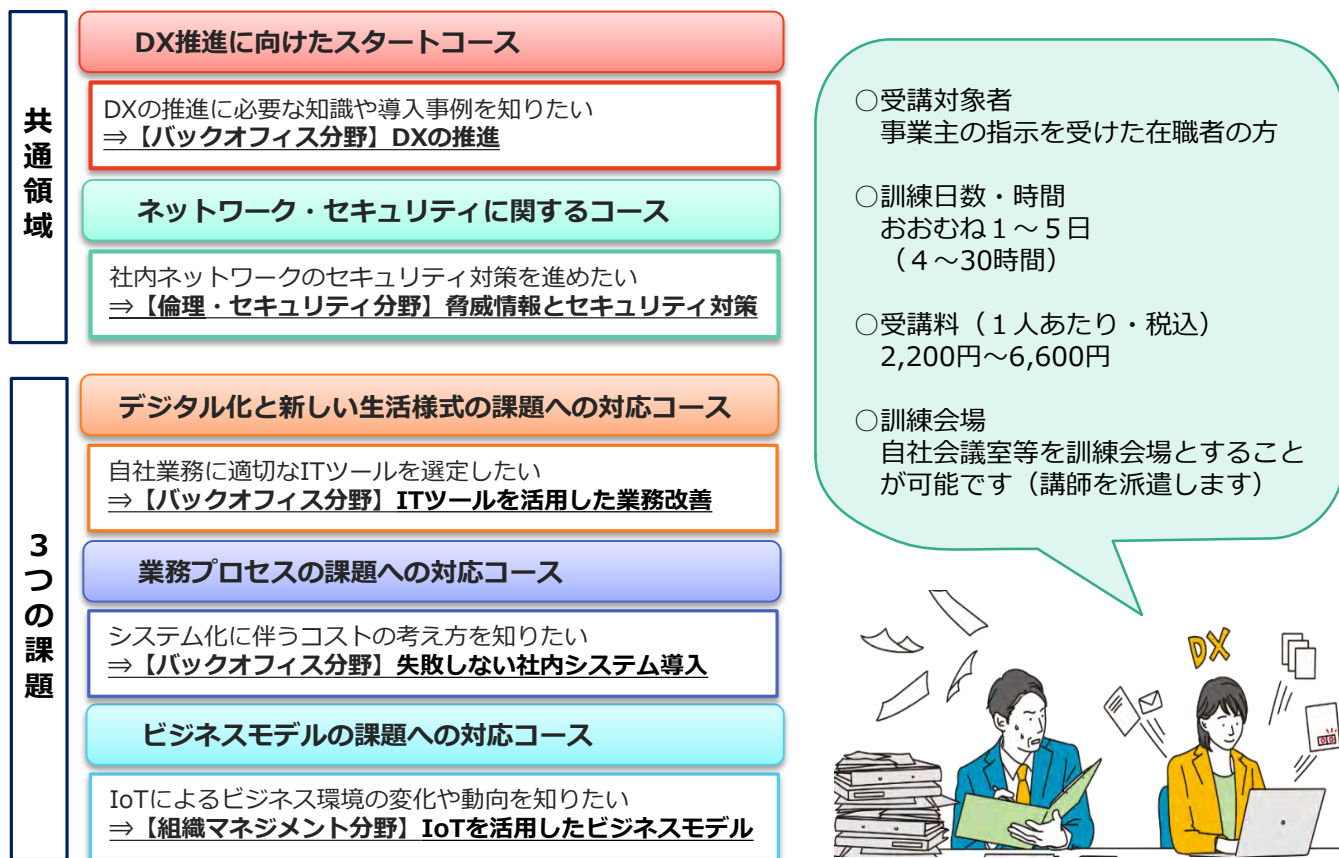 共通領域
DX推進に向けたスタートコース
DXの推進に必要な知識や導入事例を知りたい
⇒【バックオフィス分野】DXの推進
ネットワーク・セキュリティに関するコース
社内ネットワークのセキュリティ対策を進めたい
⇒【倫理・セキュリティ分野】脅威情報とセキュリティ対策
3つの課題
デジタル化と新しい生活様式の課題への対応コース
自社業務に適切なITツールを選定したい
⇒【バックオフィス分野】ITツールを活用した業務改善
業務プロセスの課題への対応コース
システム化に伴うコストの考え方を知りたい
⇒【バックオフィス分野】失敗しない社内システム導入
ビジネスモデルの課題への対応コース
IoTによるビジネス環境の変化や動向を知りたい
⇒【組織マネジメント分野】IoTを活用したビジネスモデル
○受講対象者
事業主の指示を受けた在職者の方
○訓練日数・時間
おおむね１～５日
（４～30時間）
○受講料（１人あたり・税込）
2,200円～6,600円
○訓練会場
自社会議室等を訓練会場とすること
が可能です（講師を派遣します）
DX